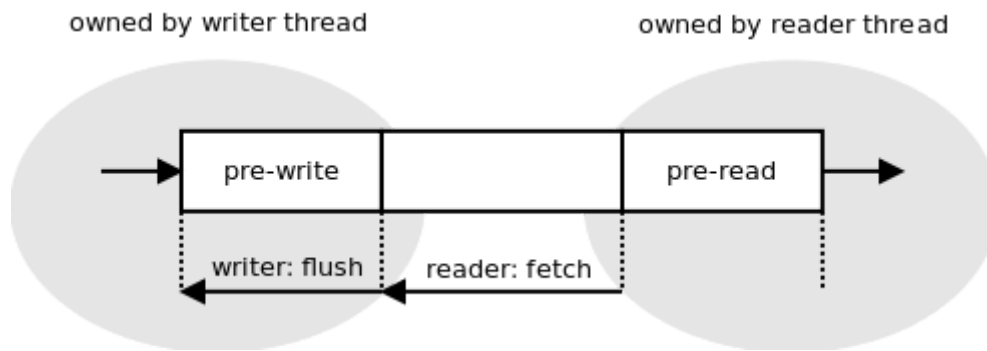 owned by writer thread
owned by reader thread
pre-write
pre-read
writer: flush
reader: fetch